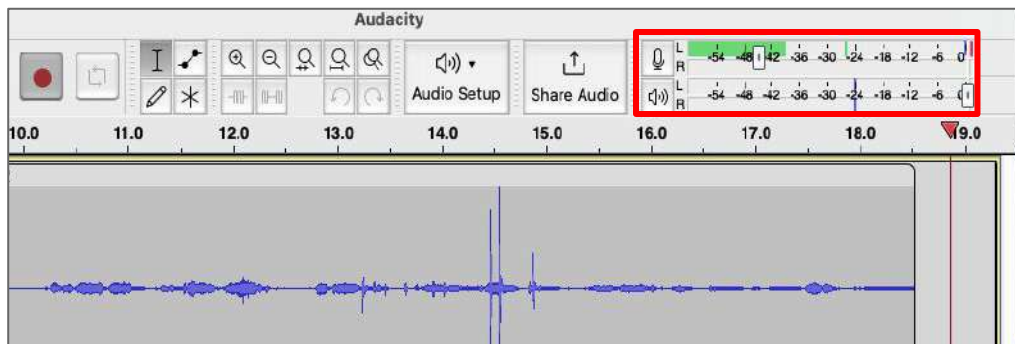 Audacity
L
R
-54 -48 -42 -36 -30 -24 -18 -12 -6 0
Audio Setup
Share Audio
L
R
-54 -48 -42 -36 -30 -24 -18 -12 -6
10.0 11.0 12.0 13.0 14.0 15.0 16.0 17.0 18.0 19.0